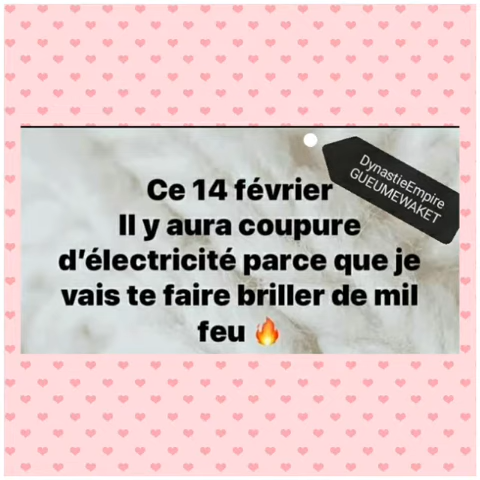 DynastieEmpire
GUEUMEWAKET
Ce 14 février
Il y aura coupure
d’électricité parce que je
vais te faire briller de mil
feu 🔥